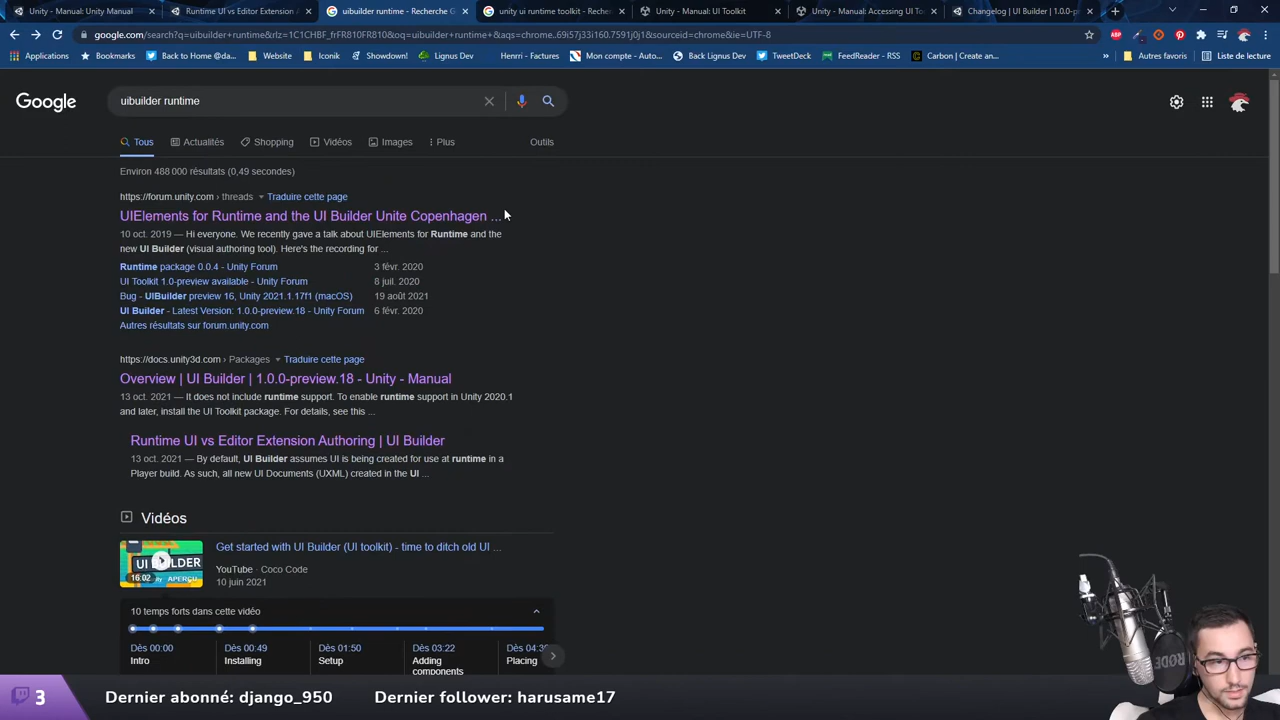 Unity - Manual: Unity Manual
Runtime UI vs Editor Extension A
uibuilder runtime - Recherche G
unity ui runtime toolkit - Recher
Unity - Manual: UI Toolkit
Unity - Manual: Accessing UI To
Changelog | UI Builder | 1.0.0-p
google.com/search?q=uibuilder+runtime&rlz=1C1CHBF_frFR810FR810&oq=uibuilder+runtime+&aqs=chrome..69i57j33i160.7591j0j1&sourceid=chrome&ie=UTF-8
Applications
Bookmarks
Back to Home @da...
Website
Iconik
Showdown!
Lignus Dev
Henri - Factures
Mon compte - Auto...
Back Lignus Dev
TweetDeck
FeedReader - RSS
Carbon | Create an...
Autres favoris
Liste de lecture
Google
uibuilder runtime
Tous
Actualités
Shopping
Vidéos
Images
Plus
Outils
Environ 488 000 résultats (0,49 secondes)
https://forum.unity.com › threads
Traduire cette page
UIElements for Runtime and the UI Builder Unite Copenhagen ...
10 oct. 2019 — Hi everyone. We recently gave a talk about UIElements for Runtime and the
new UI Builder (visual authoring tool). Here's the recording for ...
Runtime package 0.0.4 - Unity Forum 3 févr. 2020
UI Toolkit 1.0-preview available - Unity Forum 8 juil. 2020
Bug - UIBuilder preview 16, Unity 2021.1.17f1 (macOS) 19 août 2021
UI Builder - Latest Version: 1.0.0-preview.18 - Unity Forum 6 févr. 2020
Autres résultats sur forum.unity.com
https://docs.unity3d.com › Packages
Traduire cette page
Overview | UI Builder | 1.0.0-preview.18 - Unity - Manual
13 oct. 2021 — It does not include runtime support. To enable runtime support in Unity 2020.1
and later, install the UI Toolkit package. For details, see this ...
Runtime UI vs Editor Extension Authoring | UI Builder
13 oct. 2021 — By default, UI Builder assumes UI is being created for use at runtime in a
Player build. As such, all new UI Documents (UXML) created in the UI ...
Vidéos
UI BUILDER
APERÇU
16:02
Get started with UI Builder (UI toolkit) - time to ditch old UI ...
YouTube · Coco Code
10 juin 2021
10 temps forts dans cette vidéo
Dès 00:00
Intro
Dès 00:49
Installing
Dès 01:50
Setup
Dès 03:22
Adding
components
Dès 04:3
Placing
RODE
3
Dernier abonné: django_950
Dernier follower: harusame17